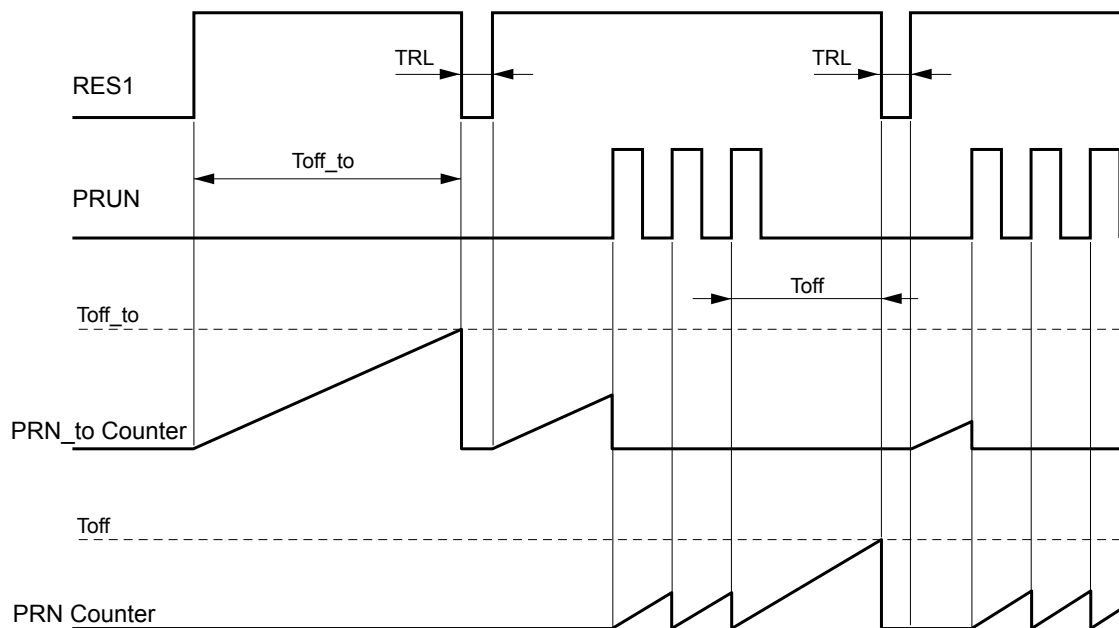 TRL
TRL
RES1
Toff_to
PRUN
Toff
Toff_to
PRN_to Counter
Toff
PRN Counter